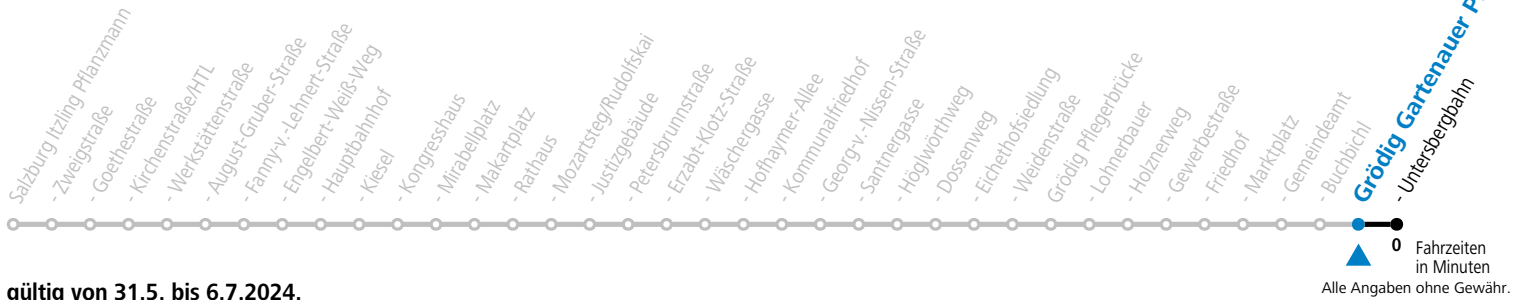 Salzburg Itzling Pflanzmann
- Zweigstraße
- Goethestraße
- Kirchenstraße/HTL
- Werkstättenstraße
- August-Gruber-Straße
- Fanny-v.-Lehnert-Straße
- Engelbert-Weiß-Weg
- Hauptbahnhof
- Kiesel
- Kongresshaus
- Mirabellplatz
- Makartplatz
- Rathaus
- Mozartsteg/Rudolfskai
- Justizgebäude
- Petersbrunnstraße
- Erzabt-Klotz-Straße
- Wäschergasse
- Hofhaymer-Allee
- Kommunalfriedhof
- Georg-v.-Nissen-Straße
- Santnergasse
- Höglwörthweg
- Dossenweg
- Eichethofsiedlung
- Weidenstraße
Grödig Pflegerbrücke
- Lohnerbauer
- Holznerweg
- Gewerbestraße
- Friedhof
- Marktplatz
- Gemeindeamt
- Buchbichl
Grödig Gartenauer
- Untersbergbahn
0 Fahrzeiten
in Minuten
Alle Angaben ohne Gewähr.
gültig von 31.5. bis 6.7.2024.